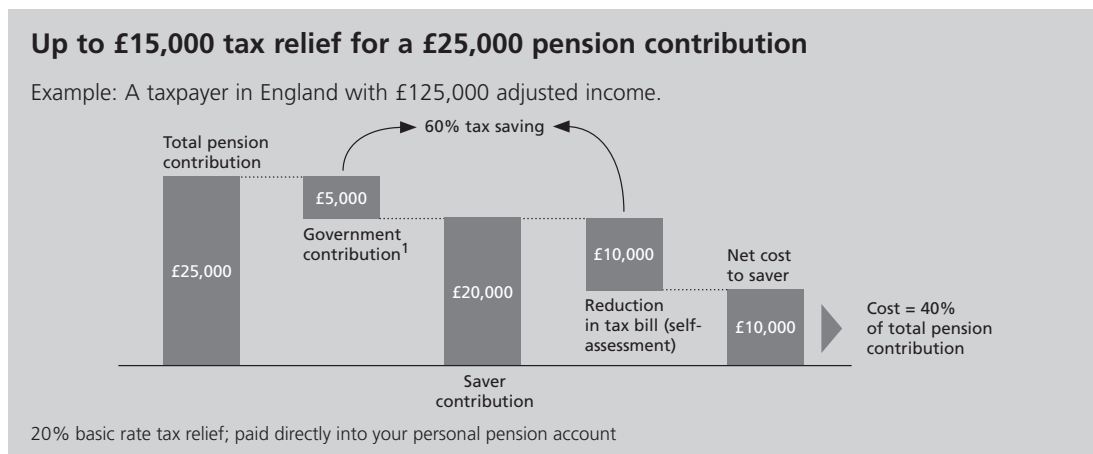 Up to £15,000 tax relief for a £25,000 pension contribution
Example: A taxpayer in England with £125,000 adjusted income.
60% tax saving
Total pension
contribution
£25,000
£5,000
Government
contribution1
£20,000
Saver
contribution
£10,000
Reduction
in tax bill (self-
assessment)
Net cost
to saver
£10,000
Cost = 40%
of total pension
contribution
20% basic rate tax relief; paid directly into your personal pension account